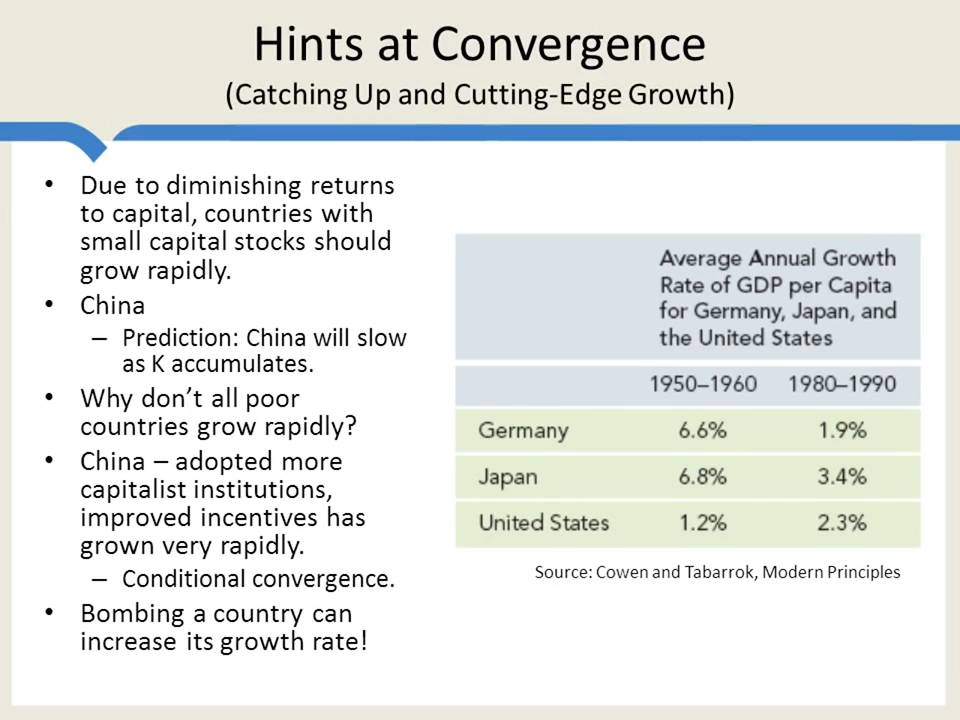 Hints at Convergence
(Catching Up and Cutting-Edge Growth)
• Due to diminishing returns
to capital, countries with
small capital stocks should
grow rapidly.
• China
– Prediction: China will slow
as K accumulates.
• Why don’t all poor
countries grow rapidly?
• China – adopted more
capitalist institutions,
improved incentives has
grown very rapidly.
– Conditional convergence.
• Bombing a country can
increase its growth rate!
Average Annual Growth
Rate of GDP per Capita
for Germany, Japan, and
the United States
1950–1960 1980–1990
Germany 6.6% 1.9%
Japan 6.8% 3.4%
United States 1.2% 2.3%
Source: Cowen and Tabarrok, Modern Principles